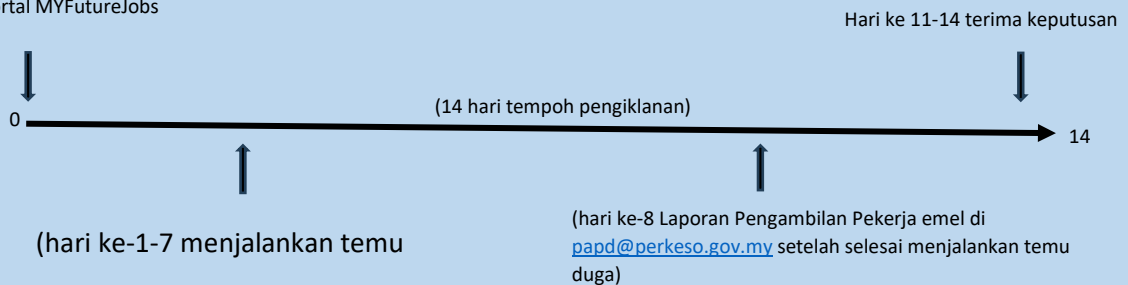 MYFutureJobs
Hari ke 11-14 terima keputusan
(14 hari tempoh pengiklanan)
0
14
(hari ke-1-7 menjalankan temu
(hari ke-8 Laporan Pengambilan Pekerja emel di
papd@perkeso.gov.my setelah selesai menjalankan temu
duga)